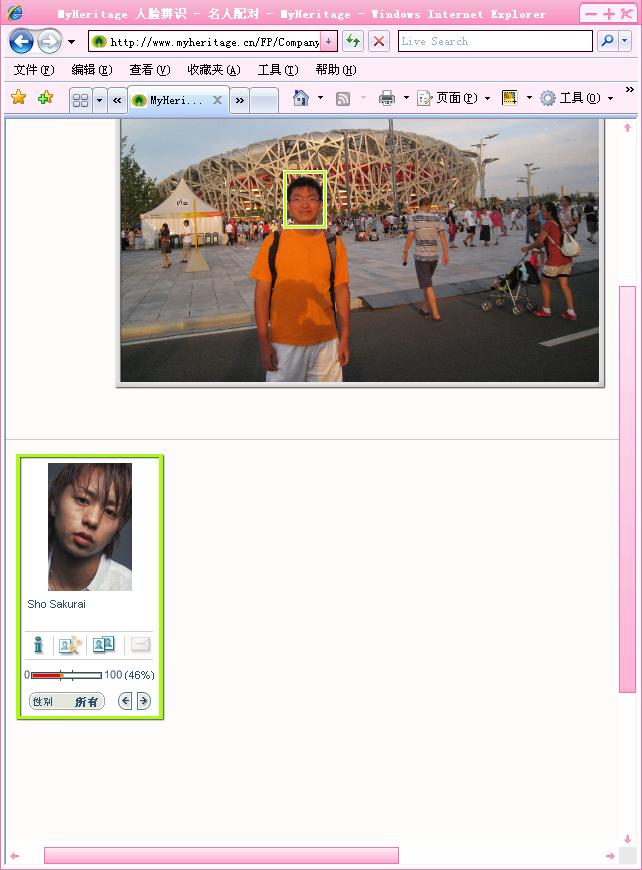 MyHeritage 人脸辨识 - 名人配对 - MyHeritage - Windows Internet Explorer
http://www.myheritage.cn/FP/Company
Live Search
文件(F) 编辑(E) 查看(V) 收藏夹(A) 工具(T) 帮助(H)
MyHeri...
页面(P)
工具(O)
Sho Sakurai
0 100 (46%)
性别 所有